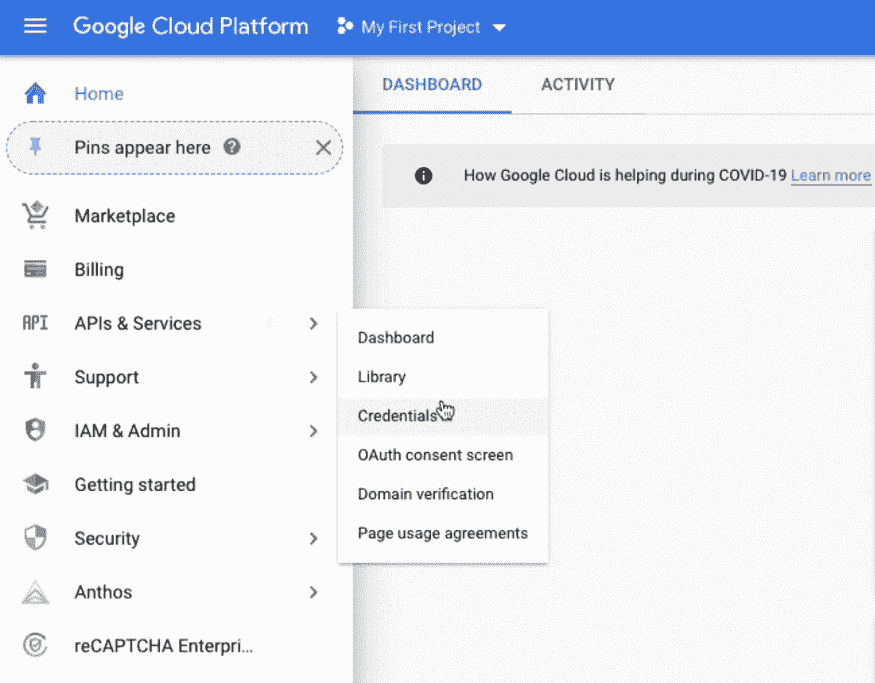 Google Cloud Platform
My First Project
Home
Pins appear here ?
Marketplace
Billing
API APIs & Services
Support
IAM & Admin
Getting started
Security
Anthos
reCAPTCHA Enterpri...
DASHBOARD ACTIVITY
How Google Cloud is helping during COVID-19 Learn more
Dashboard
Library
Credentials
OAuth consent screen
Domain verification
Page usage agreements